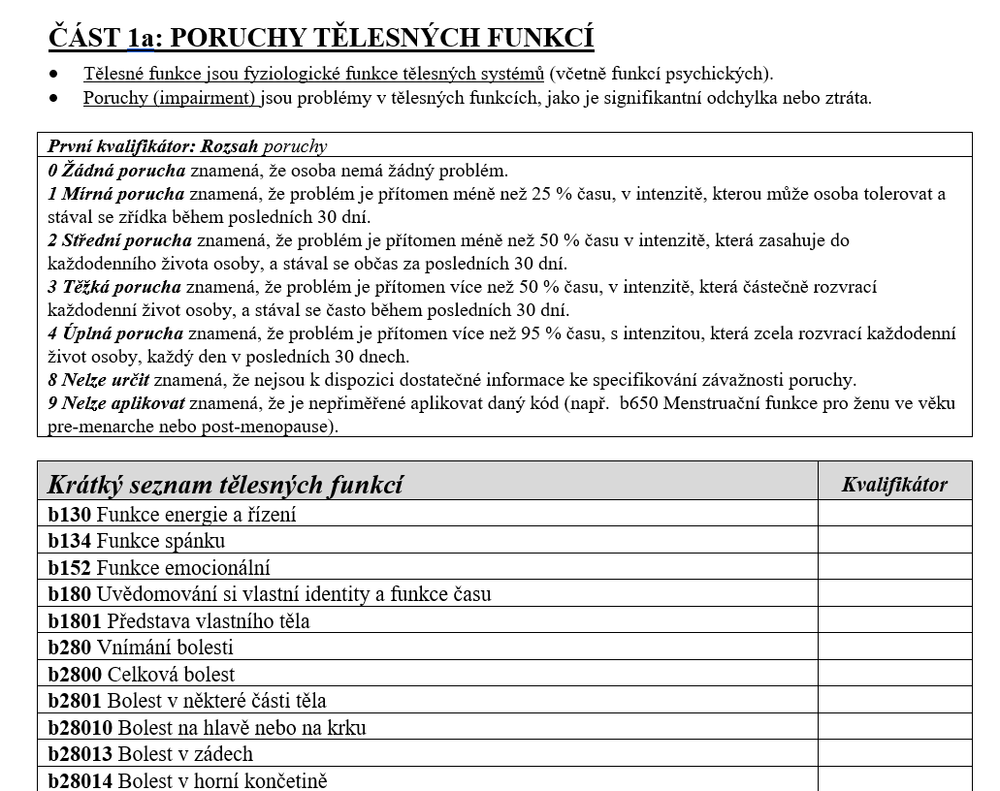 ČÁST 1a: PORUCHY TĚLESNÝCH FUNKCÍ
• Tělesné funkce jsou fyziologické funkce tělesných systémů (včetně funkcí psychických).
• Poruchy (impairment) jsou problémy v tělesných funkcích, jako je signifikantní odchylka nebo ztráta.
První kvalifikátor: Rozsah poruchy
0 Žádná porucha znamená, že osoba nemá žádný problém.
1 Mírná porucha znamená, že problém je přítomen méně než 25 % času, v intenzitě, kterou může osoba tolerovat a
stával se zřídka během posledních 30 dní.
2 Střední porucha znamená, že problém je přítomen méně než 50 % času v intenzitě, která zasahuje do
každodenního života osoby, a stával se občas za posledních 30 dní.
3 Těžká porucha znamená, že problém je přítomen více než 50 % času, v intenzitě, která částečně rozvrací
každodenní život osoby, a stával se často během posledních 30 dní.
4 Úplná porucha znamená, že problém je přítomen více než 95 % času, s intenzitou, která zcela rozvrací každodenní
život osoby, každý den v posledních 30 dnech.
8 Nelze určit znamená, že nejsou k dispozici dostatečné informace ke specifikování závažnosti poruchy.
9 Nelze aplikovat znamená, že je nepřiměřené aplikovat daný kód (např. b650 Menstruační funkce pro ženu ve věku
pre-menarche nebo post-menopause).
Krátký seznam tělesných funkcí Kvalifikátor
b130 Funkce energie a řízení
b134 Funkce spánku
b152 Funkce emocionální
b180 Uvědomování si vlastní identity a funkce času
b1801 Představa vlastního těla
b280 Vnímání bolesti
b2800 Celková bolest
b2801 Bolest v některé části těla
b28010 Bolest na hlavě nebo na krku
b28013 Bolest v zádech
b28014 Bolest v horní končetině